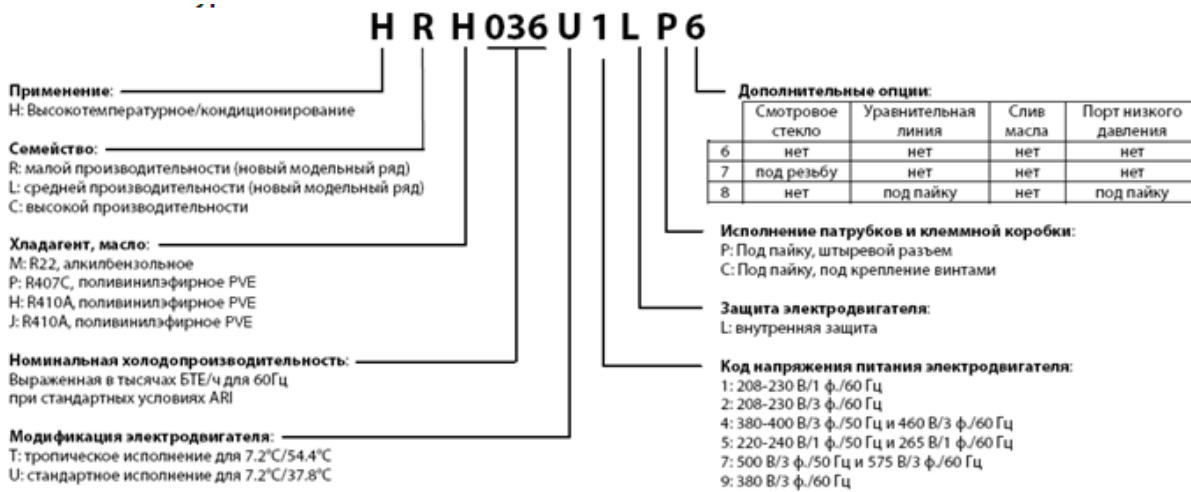 H R H 036 U 1 L P 6
Применение:
H: Высокотемпературное/кондиционирование
Семейство:
R: малой производительности (новый модельный ряд)
L: средней производительности (новый модельный ряд)
C: высокой производительности
Хладагент, масло:
M: R22, алкилбензольное
P: R407C, поливинилэфирное PVE
H: R410A, поливинилэфирное PVE
J: R410A, поливинилэфирное PVE
Номинальная холодопроизводительность:
Выраженная в тысячах БТЕ/ч для 60Гц
при стандартных условиях ARI
Модификация электродвигателя:
T: тропическое исполнение для 7.2°C/54.4°C
U: стандартное исполнение для 7.2°C/37.8°C
Дополнительные опции:
Смотровое стекло Уравнительная линия Слив масла Порт низкого давления
6 нет нет нет нет
7 под резьбу нет нет нет
8 нет под пайку нет под пайку
Исполнение патрубков и клеммной коробки:
P: Под пайку, штыревой разъем
C: Под пайку, под крепление винтами
Защита электродвигателя:
L: внутренняя защита
Код напряжения питания электродвигателя:
1: 208-230 В/1 ф./60 Гц
2: 208-230 В/3 ф./60 Гц
4: 380-400 В/3 ф./50 Гц и 460 В/3 ф./60 Гц
5: 220-240 В/1 ф./50 Гц и 265 В/1 ф./60 Гц
7: 500 В/3 ф./50 Гц и 575 В/3 ф./60 Гц
9: 380 В/3 ф./60 Гц